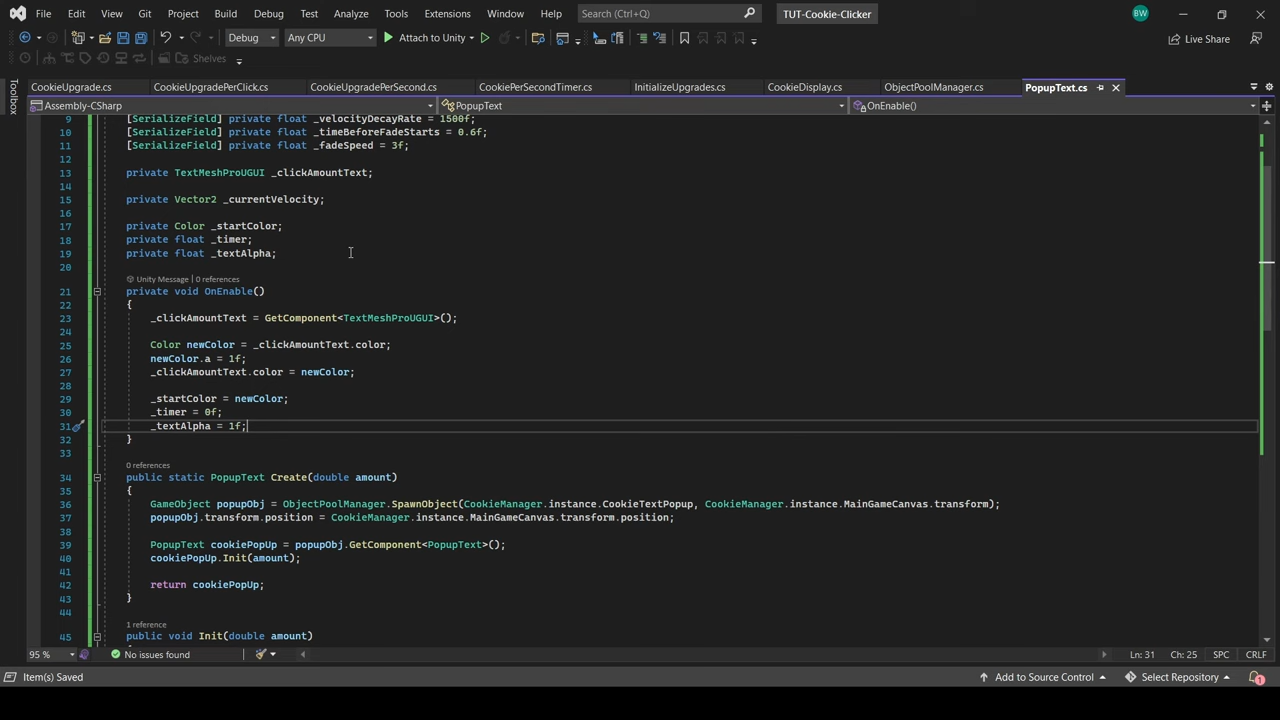 File Edit View Git Project Build Debug Test Analyze Tools Extensions Window Help Search (Ctrl+Q) TUT-Cookie-Clicker BW
Debug Any CPU Attach to Unity Live Share
Shelves
Toolbox
CookieUpgrade.cs CookieUpgradePerClick.cs CookieUpgradePerSecond.cs CookiePerSecondTimer.cs InitializeUpgrades.cs CookieDisplay.cs ObjectPoolManager.cs PopupText.cs
Assembly-CSharp PopupText OnEnable()
9 [SerializeField] private float _velocityDecayRate = 1500f;
10 [SerializeField] private float _timeBeforeFadeStarts = 0.6f;
11 [SerializeField] private float _fadeSpeed = 3f;
12
13 private TextMeshProUGUI _clickAmountText;
14
15 private Vector2 _currentVelocity;
16
17 private Color _startColor;
18 private float _timer;
19 private float _textAlpha;
20
Unity Message | 0 references
21 private void OnEnable()
22 {
23 _clickAmountText = GetComponent<TextMeshProUGUI>();
24
25 Color newColor = _clickAmountText.color;
26 newColor.a = 1f;
27 _clickAmountText.color = newColor;
28
29 _startColor = newColor;
30 _timer = 0f;
31 _textAlpha = 1f;
32 }
33
0 references
34 public static PopupText Create(double amount)
35 {
36 GameObject popupObj = ObjectPoolManager.SpawnObject(CookieManager.instance.CookieTextPopup, CookieManager.instance.MainGameCanvas.transform);
37 popupObj.transform.position = CookieManager.instance.MainGameCanvas.transform.position;
38
39 PopupText cookiePopUp = popupObj.GetComponent<PopupText>();
40 cookiePopUp.Init(amount);
41
42 return cookiePopUp;
43 }
44
1 reference
45 public void Init(double amount)
95 % No issues found Ln: 31 Ch: 25 SPC CRLF
Item(s) Saved Add to Source Control Select Repository 1